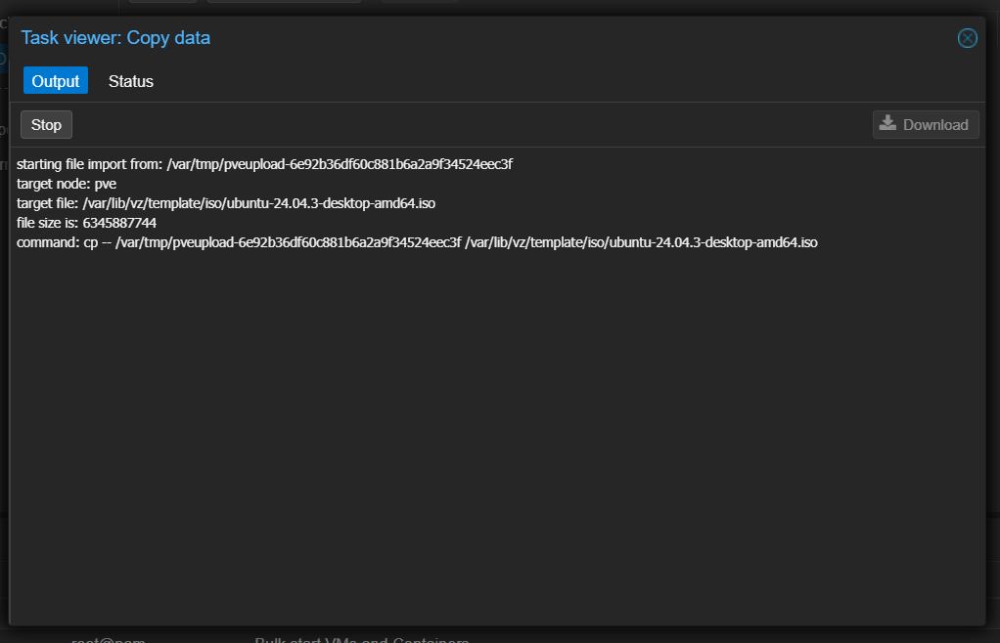 Task viewer: Copy data
Output Status
Stop Download
starting file import from: /var/tmp/pveupload-6e92b36df60c881b6a2a9f34524eec3f
target node: pve
target file: /var/lib/vz/template/iso/ubuntu-24.04.3-desktop-amd64.iso
file size is: 6345887744
command: cp -- /var/tmp/pveupload-6e92b36df60c881b6a2a9f34524eec3f /var/lib/vz/template/iso/ubuntu-24.04.3-desktop-amd64.iso
root@pam Bulk start VMs and Containers